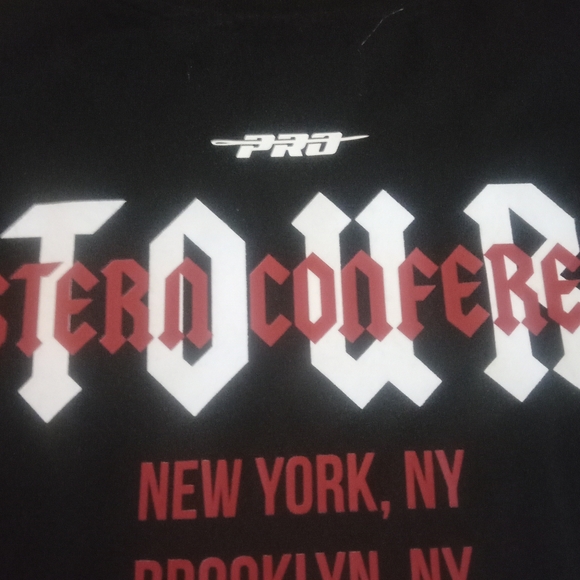 PRO
TOUR
STERN CONFERE
NEW YORK, NY
BROOKLYN, NY